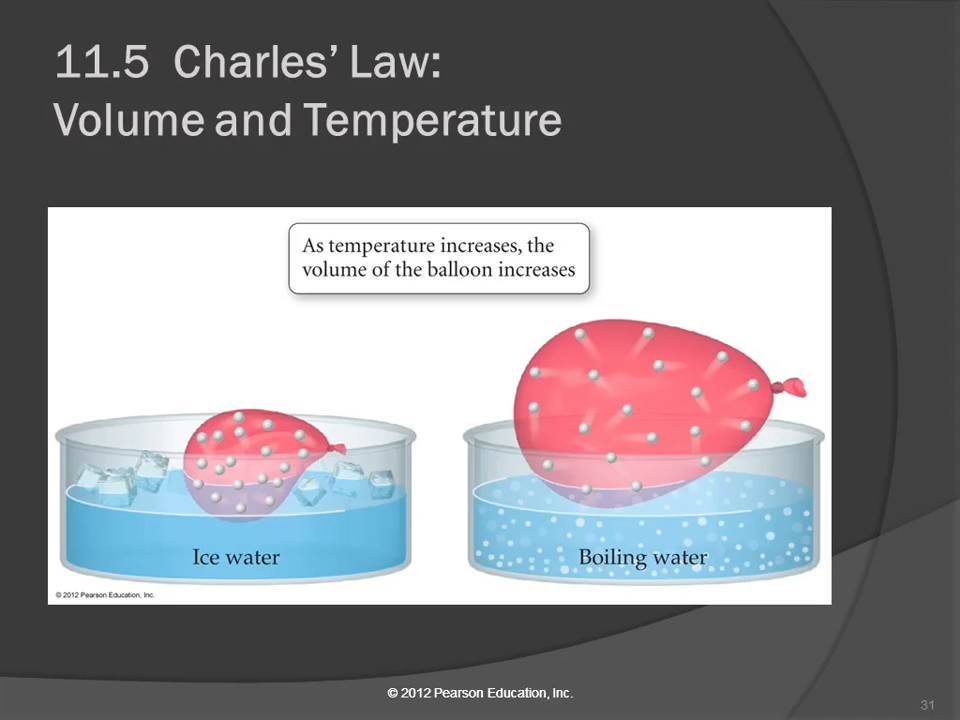 11.5 Charles’ Law:
Volume and Temperature
As temperature increases, the
volume of the balloon increases
Ice water
Boiling water
© 2012 Pearson Education, Inc.
© 2012 Pearson Education, Inc.
31